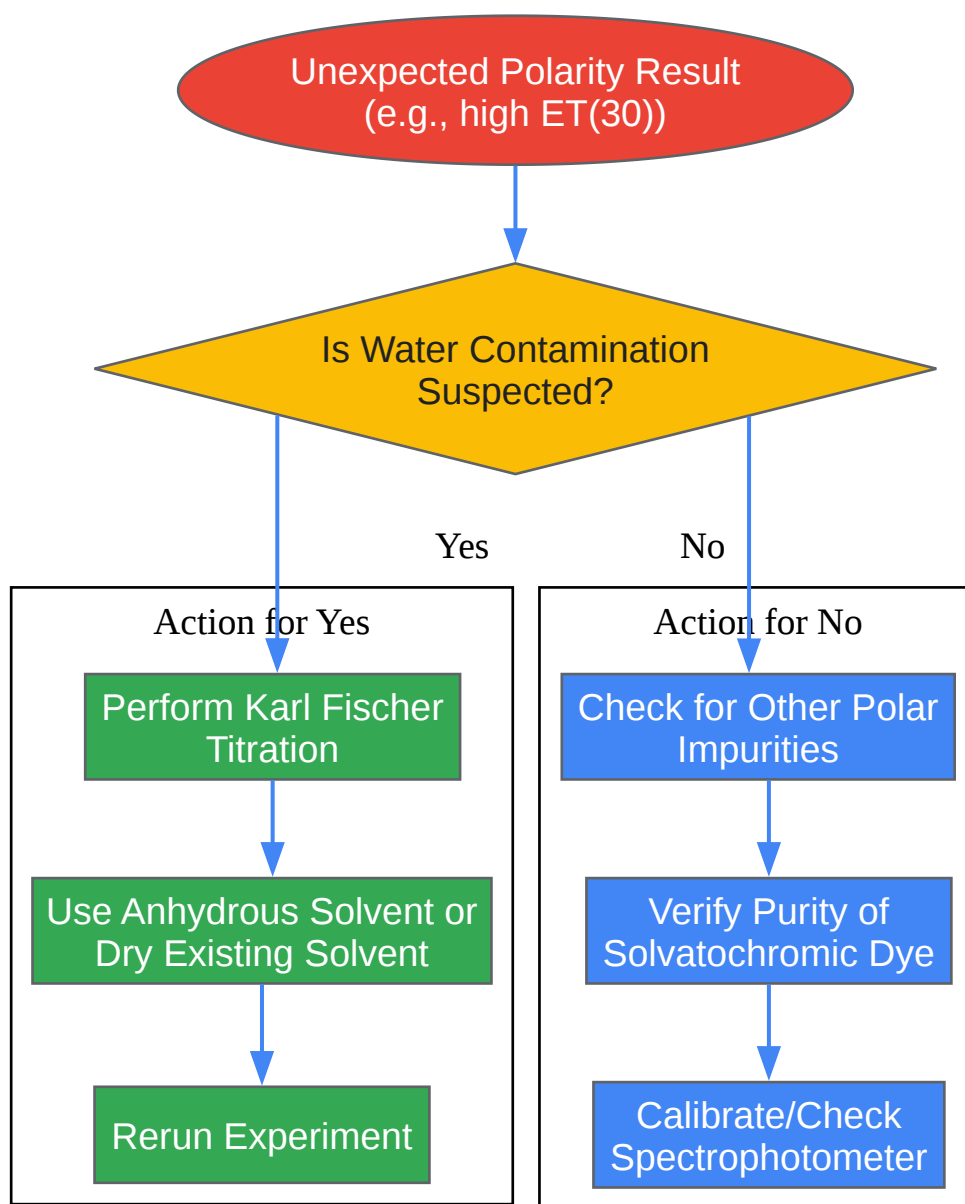 Unexpected Polarity Result
(e.g., high ET(30))
Is Water Contamination
Suspected?
Yes
No
Action for Yes
Perform Karl Fischer
Titration
Use Anhydrous Solvent or
Dry Existing Solvent
Rerun Experiment
Action for No
Check for Other Polar
Impurities
Verify Purity of
Solvatochromic Dye
Calibrate/Check
Spectrophotometer